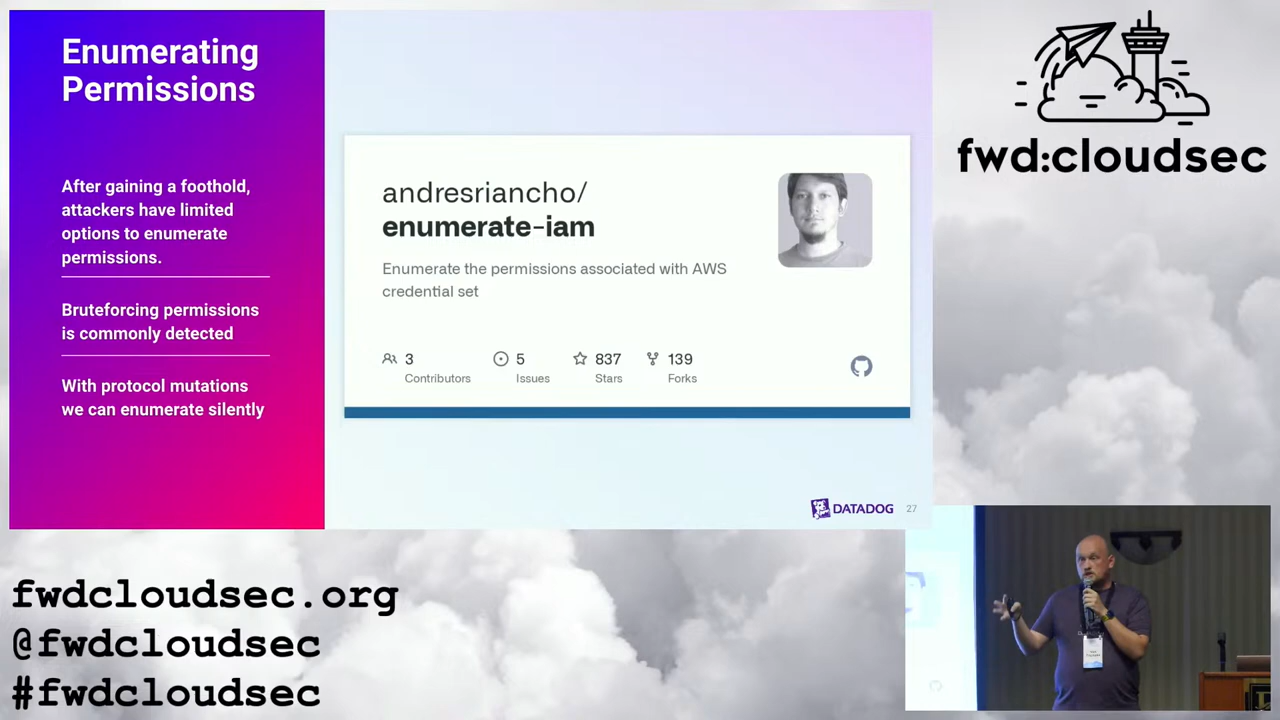 Enumerating
Permissions
After gaining a foothold,
attackers have limited
options to enumerate
permissions.
Bruteforcing permissions
is commonly detected
With protocol mutations
we can enumerate silently
andresriancho/
enumerate-iam
Enumerate the permissions associated with AWS
credential set
3
Contributors
5
Issues
837
Stars
139
Forks
DATADOG
27
fwd:cloudsec
fwdcloudsec.org
@fwdcloudsec
#fwdcloudsec